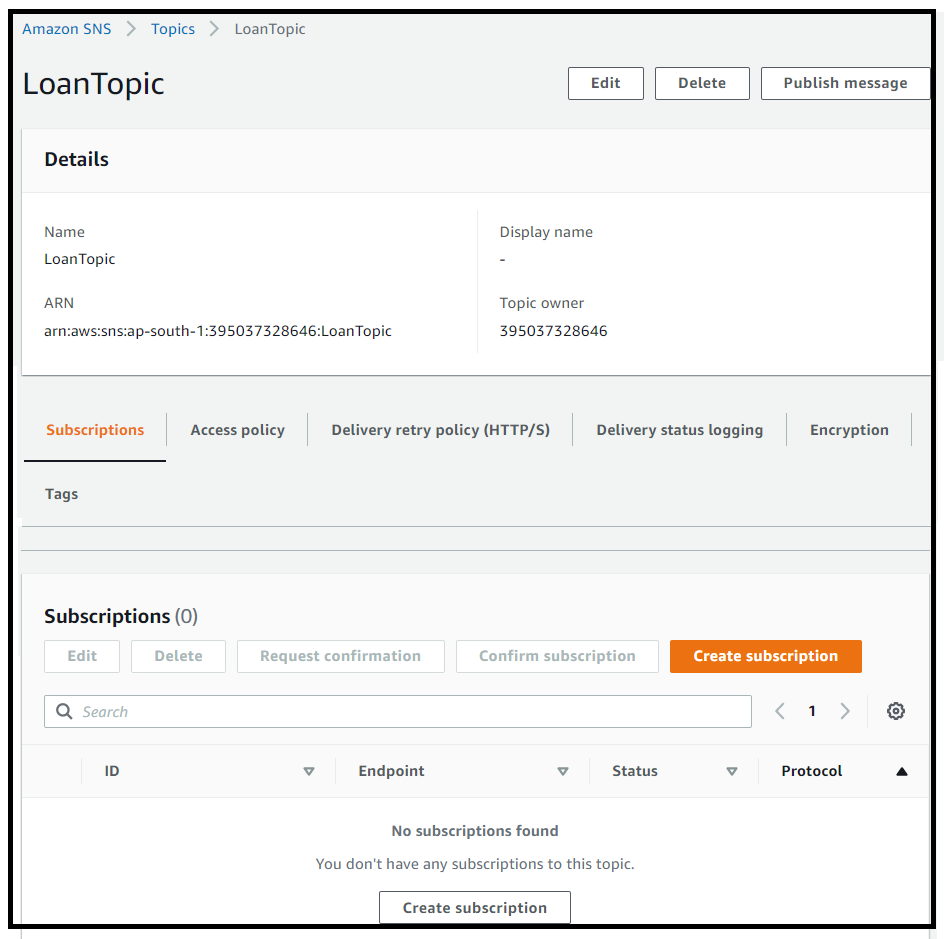 Amazon SNS > Topics > LoanTopic
LoanTopic
Edit Delete Publish message
Details
Name Display name
LoanTopic -
ARN Topic owner
arn:aws:sns:ap-south-1:395037328646:LoanTopic 395037328646
Subscriptions Access policy Delivery retry policy (HTTP/S) Delivery status logging Encryption
Tags
Subscriptions (0)
Edit Delete Request confirmation Confirm subscription Create subscription
Search 1
ID Endpoint Status Protocol
No subscriptions found
You don't have any subscriptions to this topic.
Create subscription